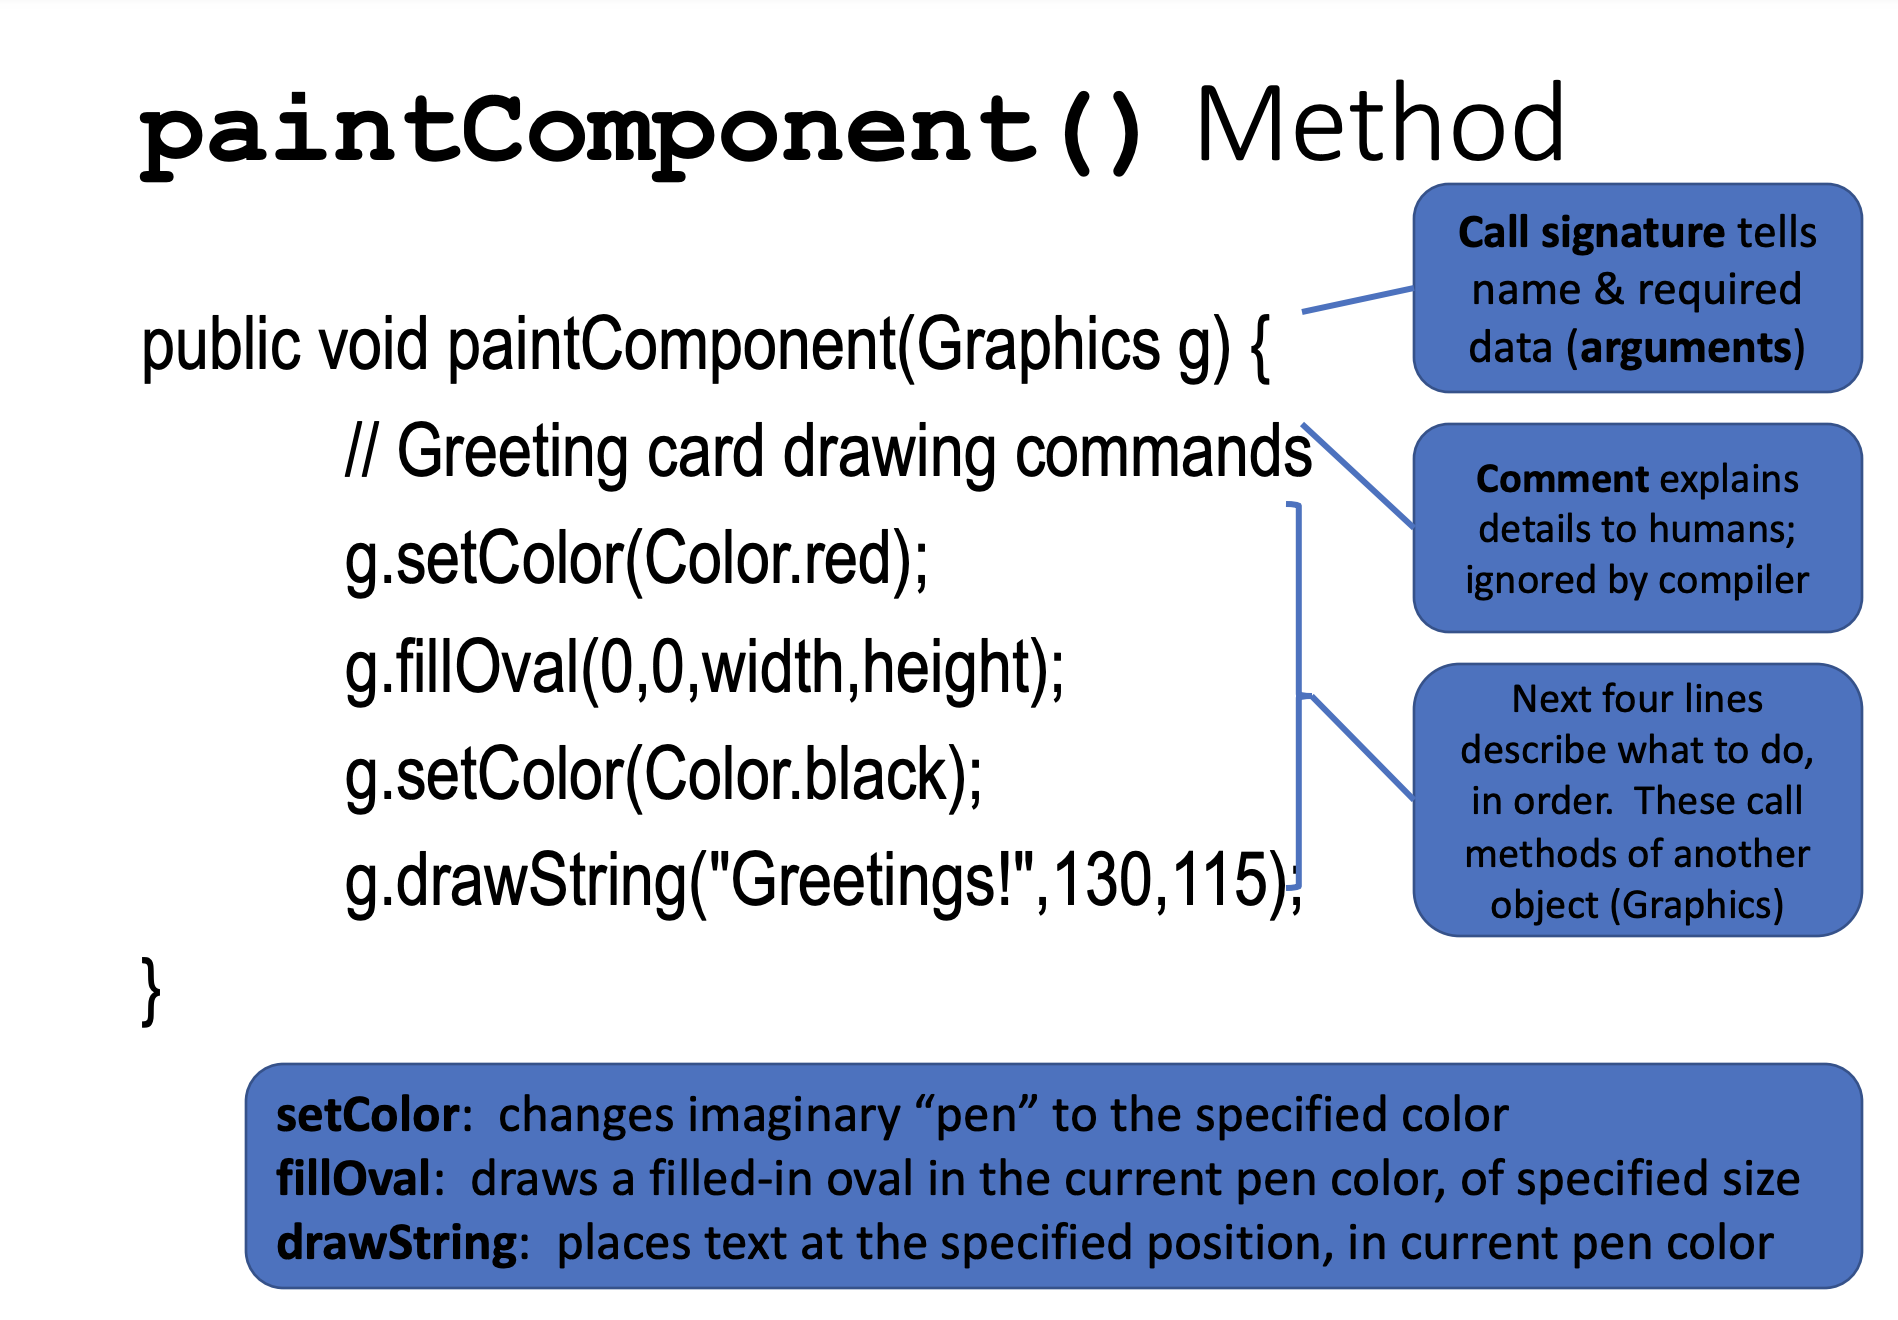 paintComponent() Method
public void paintComponent(Graphics g) {
// Greeting card drawing commands
g.setColor(Color.red);
g.fillOval(0,0,width,height);
g.setColor(Color.black);
g.drawString("Greetings!",130,115);
}
Call signature tells
name & required
data (arguments)
Comment explains
details to humans;
ignored by compiler
Next four lines
describe what to do,
in order.  These call
methods of another
object (Graphics)
setColor:  changes imaginary “pen” to the specified color
fillOval:  draws a filled-in oval in the current pen color, of specified size
drawString:  places text at the specified position, in current pen color